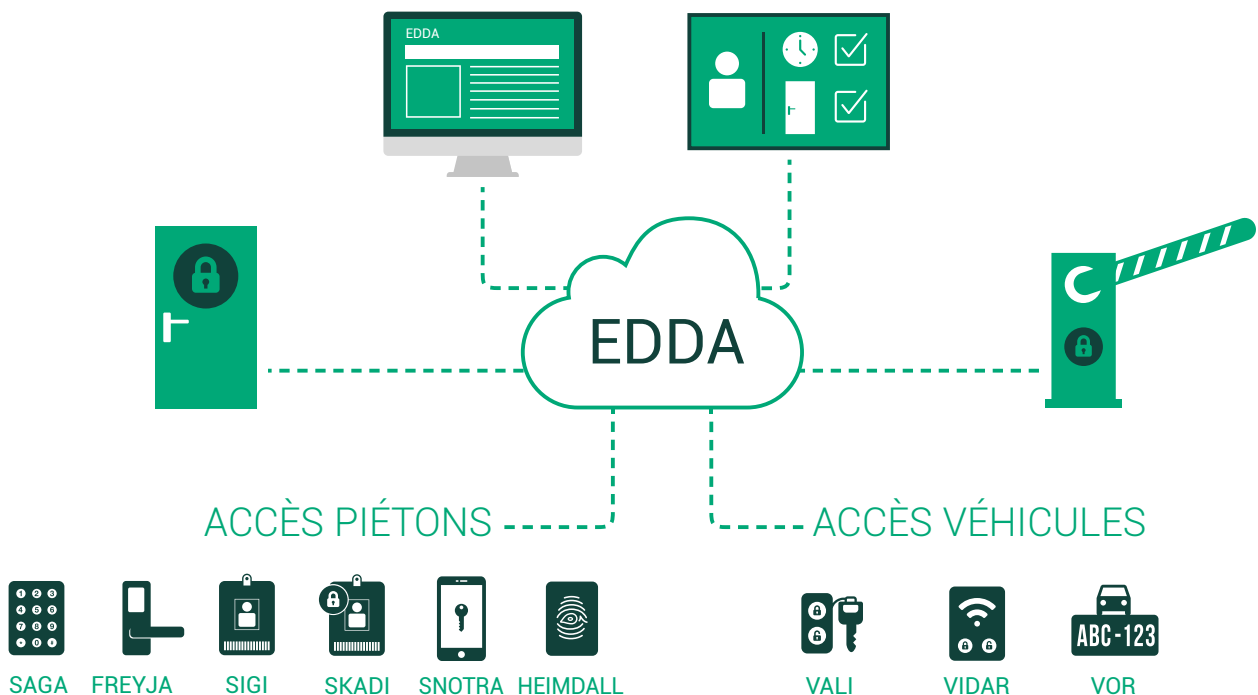 EDDA
EDDA
ACCÈS PIÉTONS
ACCÈS VÉHICULES
1 2 3
4 5 6
7 8 9
* 0 #
ABC-123
SAGA FREYJA SIGI SKADI SNOTRA HEIMDALL VALI VIDAR VOR